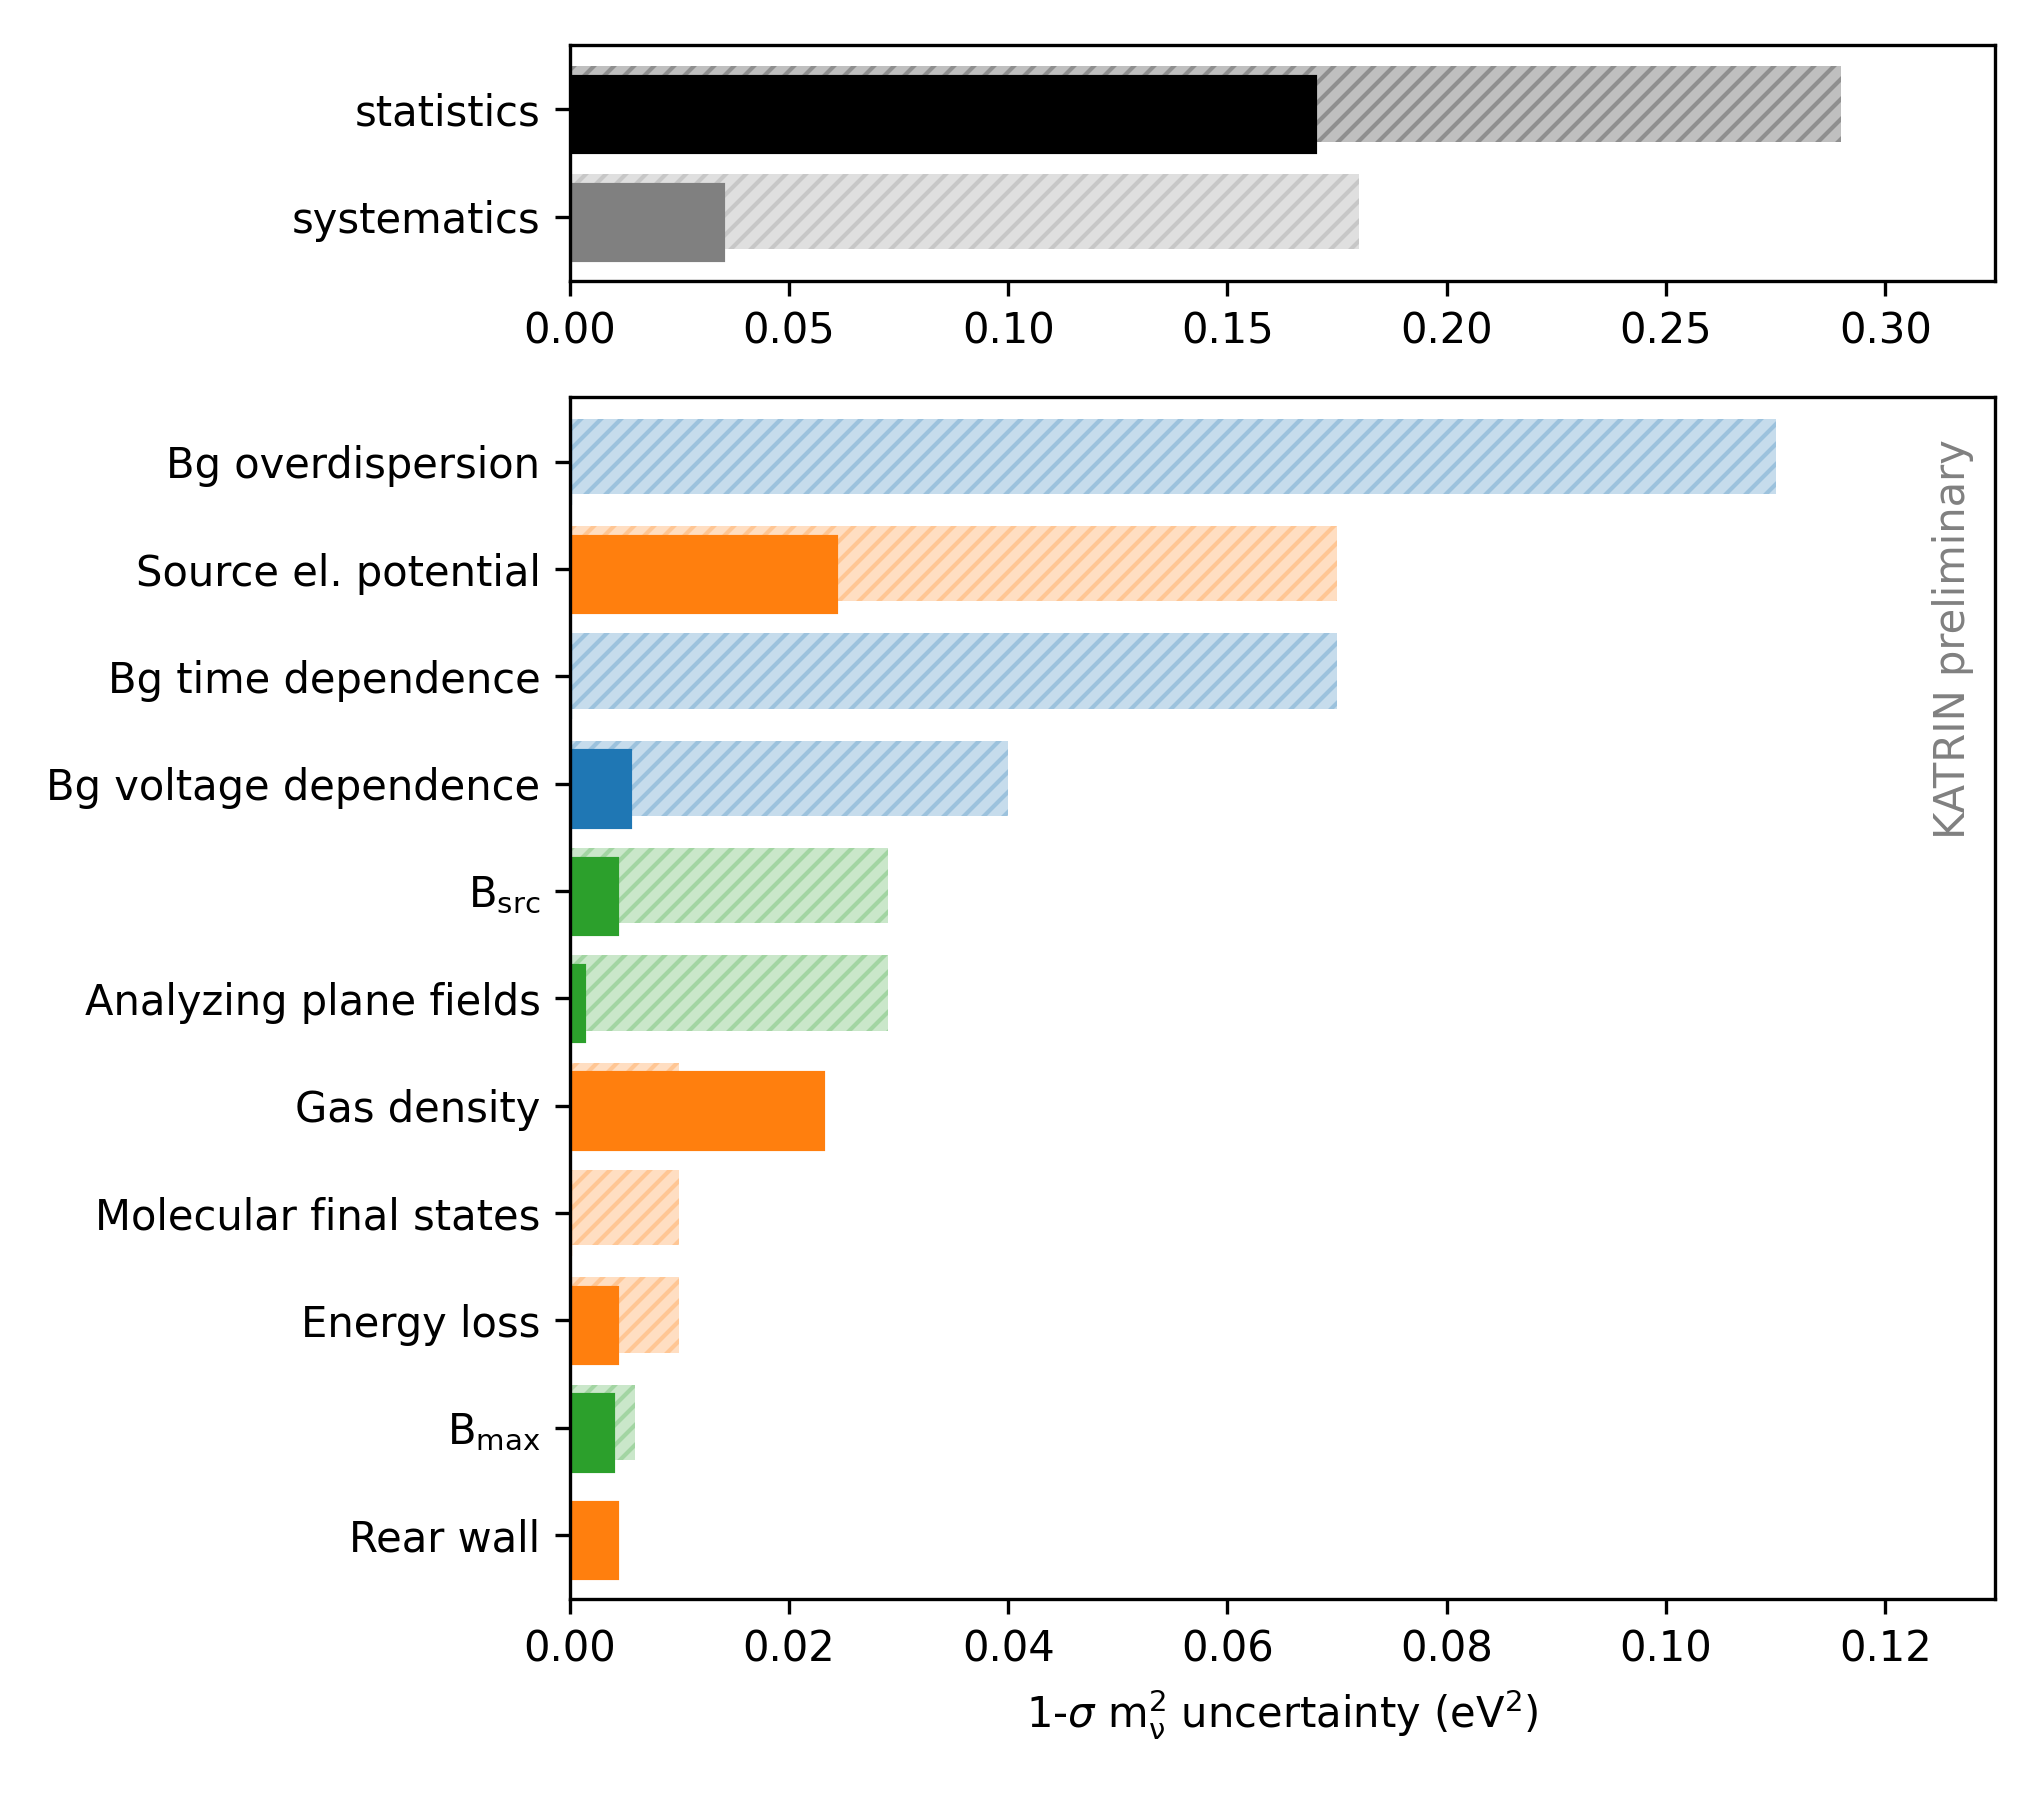 statistics
systematics
0.00 0.05 0.10 0.15 0.20 0.25 0.30
Bg overdispersion
Source el. potential
Bg time dependence
Bg voltage dependence
B_src
Analyzing plane fields
Gas density
Molecular final states
Energy loss
B_max
Rear wall
KATRIN preliminary
0.00 0.02 0.04 0.06 0.08 0.10 0.12
1-σ m²_ν uncertainty (eV²)